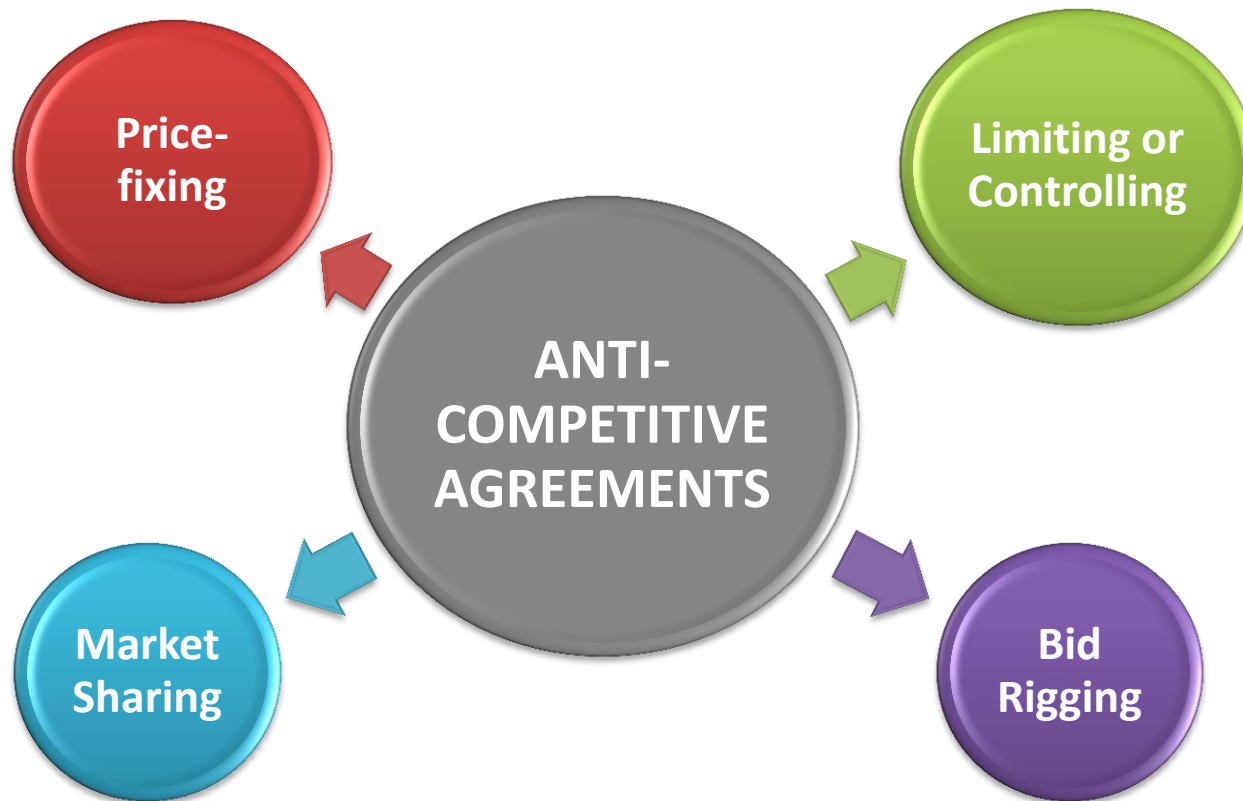 Price-
fixing
Limiting or
Controlling
ANTI-
COMPETITIVE
AGREEMENTS
Market
Sharing
Bid
Rigging